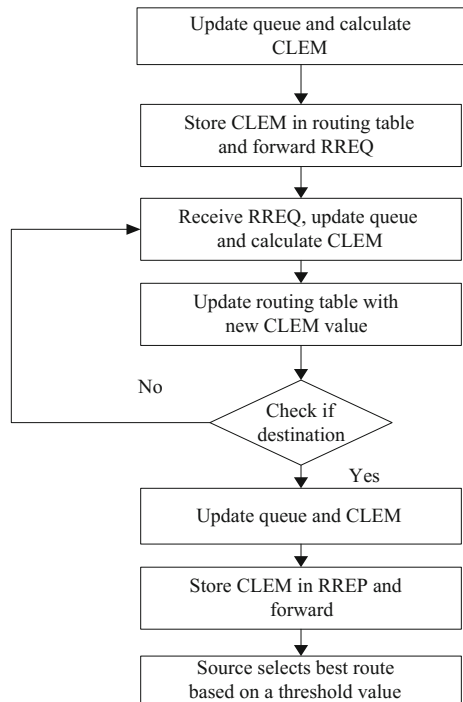 Update queue and calculate
CLEM
Store CLEM in routing table
and forward RREQ
Receive RREQ, update queue
and calculate CLEM
Update routing table with
new CLEM value
No
Check if
destination
Yes
Update queue and CLEM
Store CLEM in RREP and
forward
Source selects best route
based on a threshold value